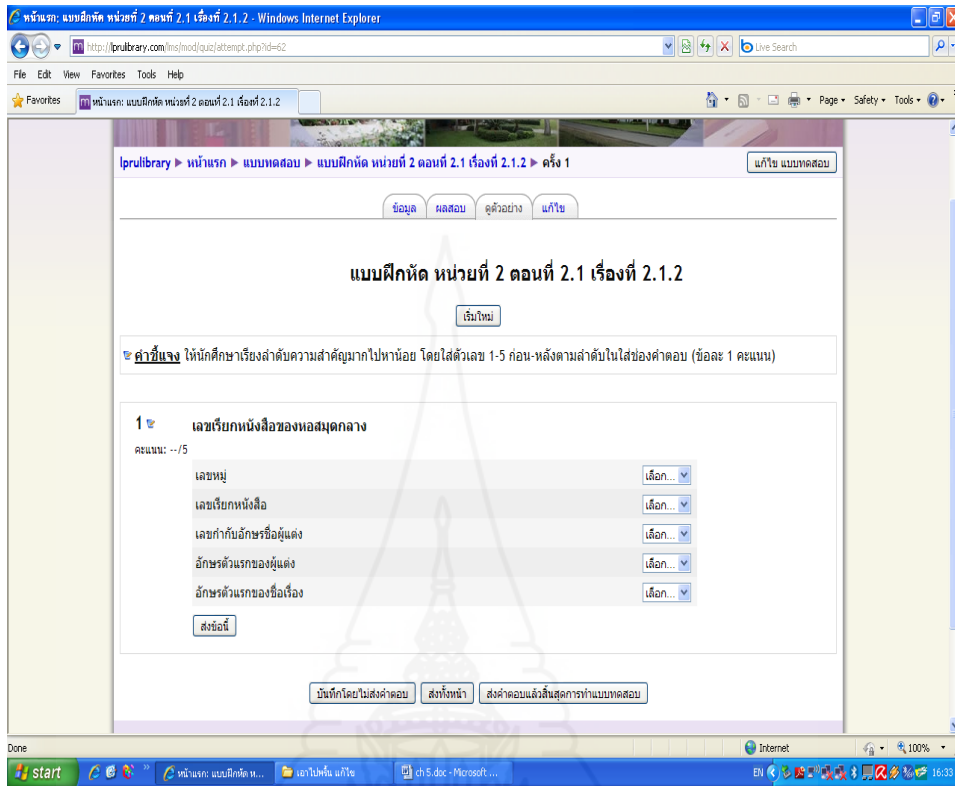 หน้าแรก: แบบฝึกหัด หน่วยที่ 2 ตอนที่ 2.1 เรื่องที่ 2.1.2 - Windows Internet Explorer
http://lprulibrary.com/lms/mod/quiz/attempt.php?id=62
Live Search
File Edit View Favorites Tools Help
Favorites หน้าแรก: แบบฝึกหัด หน่วยที่ 2 ตอนที่ 2.1 เรื่องที่ 2.1.2 Page Safety Tools
lprulibrary ► หน้าแรก ► แบบทดสอบ ► แบบฝึกหัด หน่วยที่ 2 ตอนที่ 2.1 เรื่องที่ 2.1.2 ► ครั้ง 1 แก้ไข แบบทดสอบ
ข้อมูล ผลสอบ ดูตัวอย่าง แก้ไข
แบบฝึกหัด หน่วยที่ 2 ตอนที่ 2.1 เรื่องที่ 2.1.2
เริ่มใหม่
คำชี้แจง ให้นักศึกษาเรียงลำดับความสำคัญมากไปหาน้อย โดยใส่ตัวเลข 1-5 ก่อน-หลังตามลำดับในใส่ช่องคำตอบ (ข้อละ 1 คะแนน)
1 เลขเรียกหนังสือของหอสมุดกลาง
คะแนน: --/5
เลขหมู่ เลือก...
เลขเรียกหนังสือ เลือก...
เลขกำกับอักษรชื่อผู้แต่ง เลือก...
อักษรตัวแรกของผู้แต่ง เลือก...
อักษรตัวแรกของชื่อเรื่อง เลือก...
ส่งข้อนี้
บันทึกโดยไม่ส่งคำตอบ ส่งทั้งหน้า ส่งคำตอบแล้วสิ้นสุดการทำแบบทดสอบ
Done Internet 100%
start หน้าแรก: แบบฝึกหัด ห... เอาไปพริ้น แก้ไข ch 5.doc - Microsoft ... EN 16:33